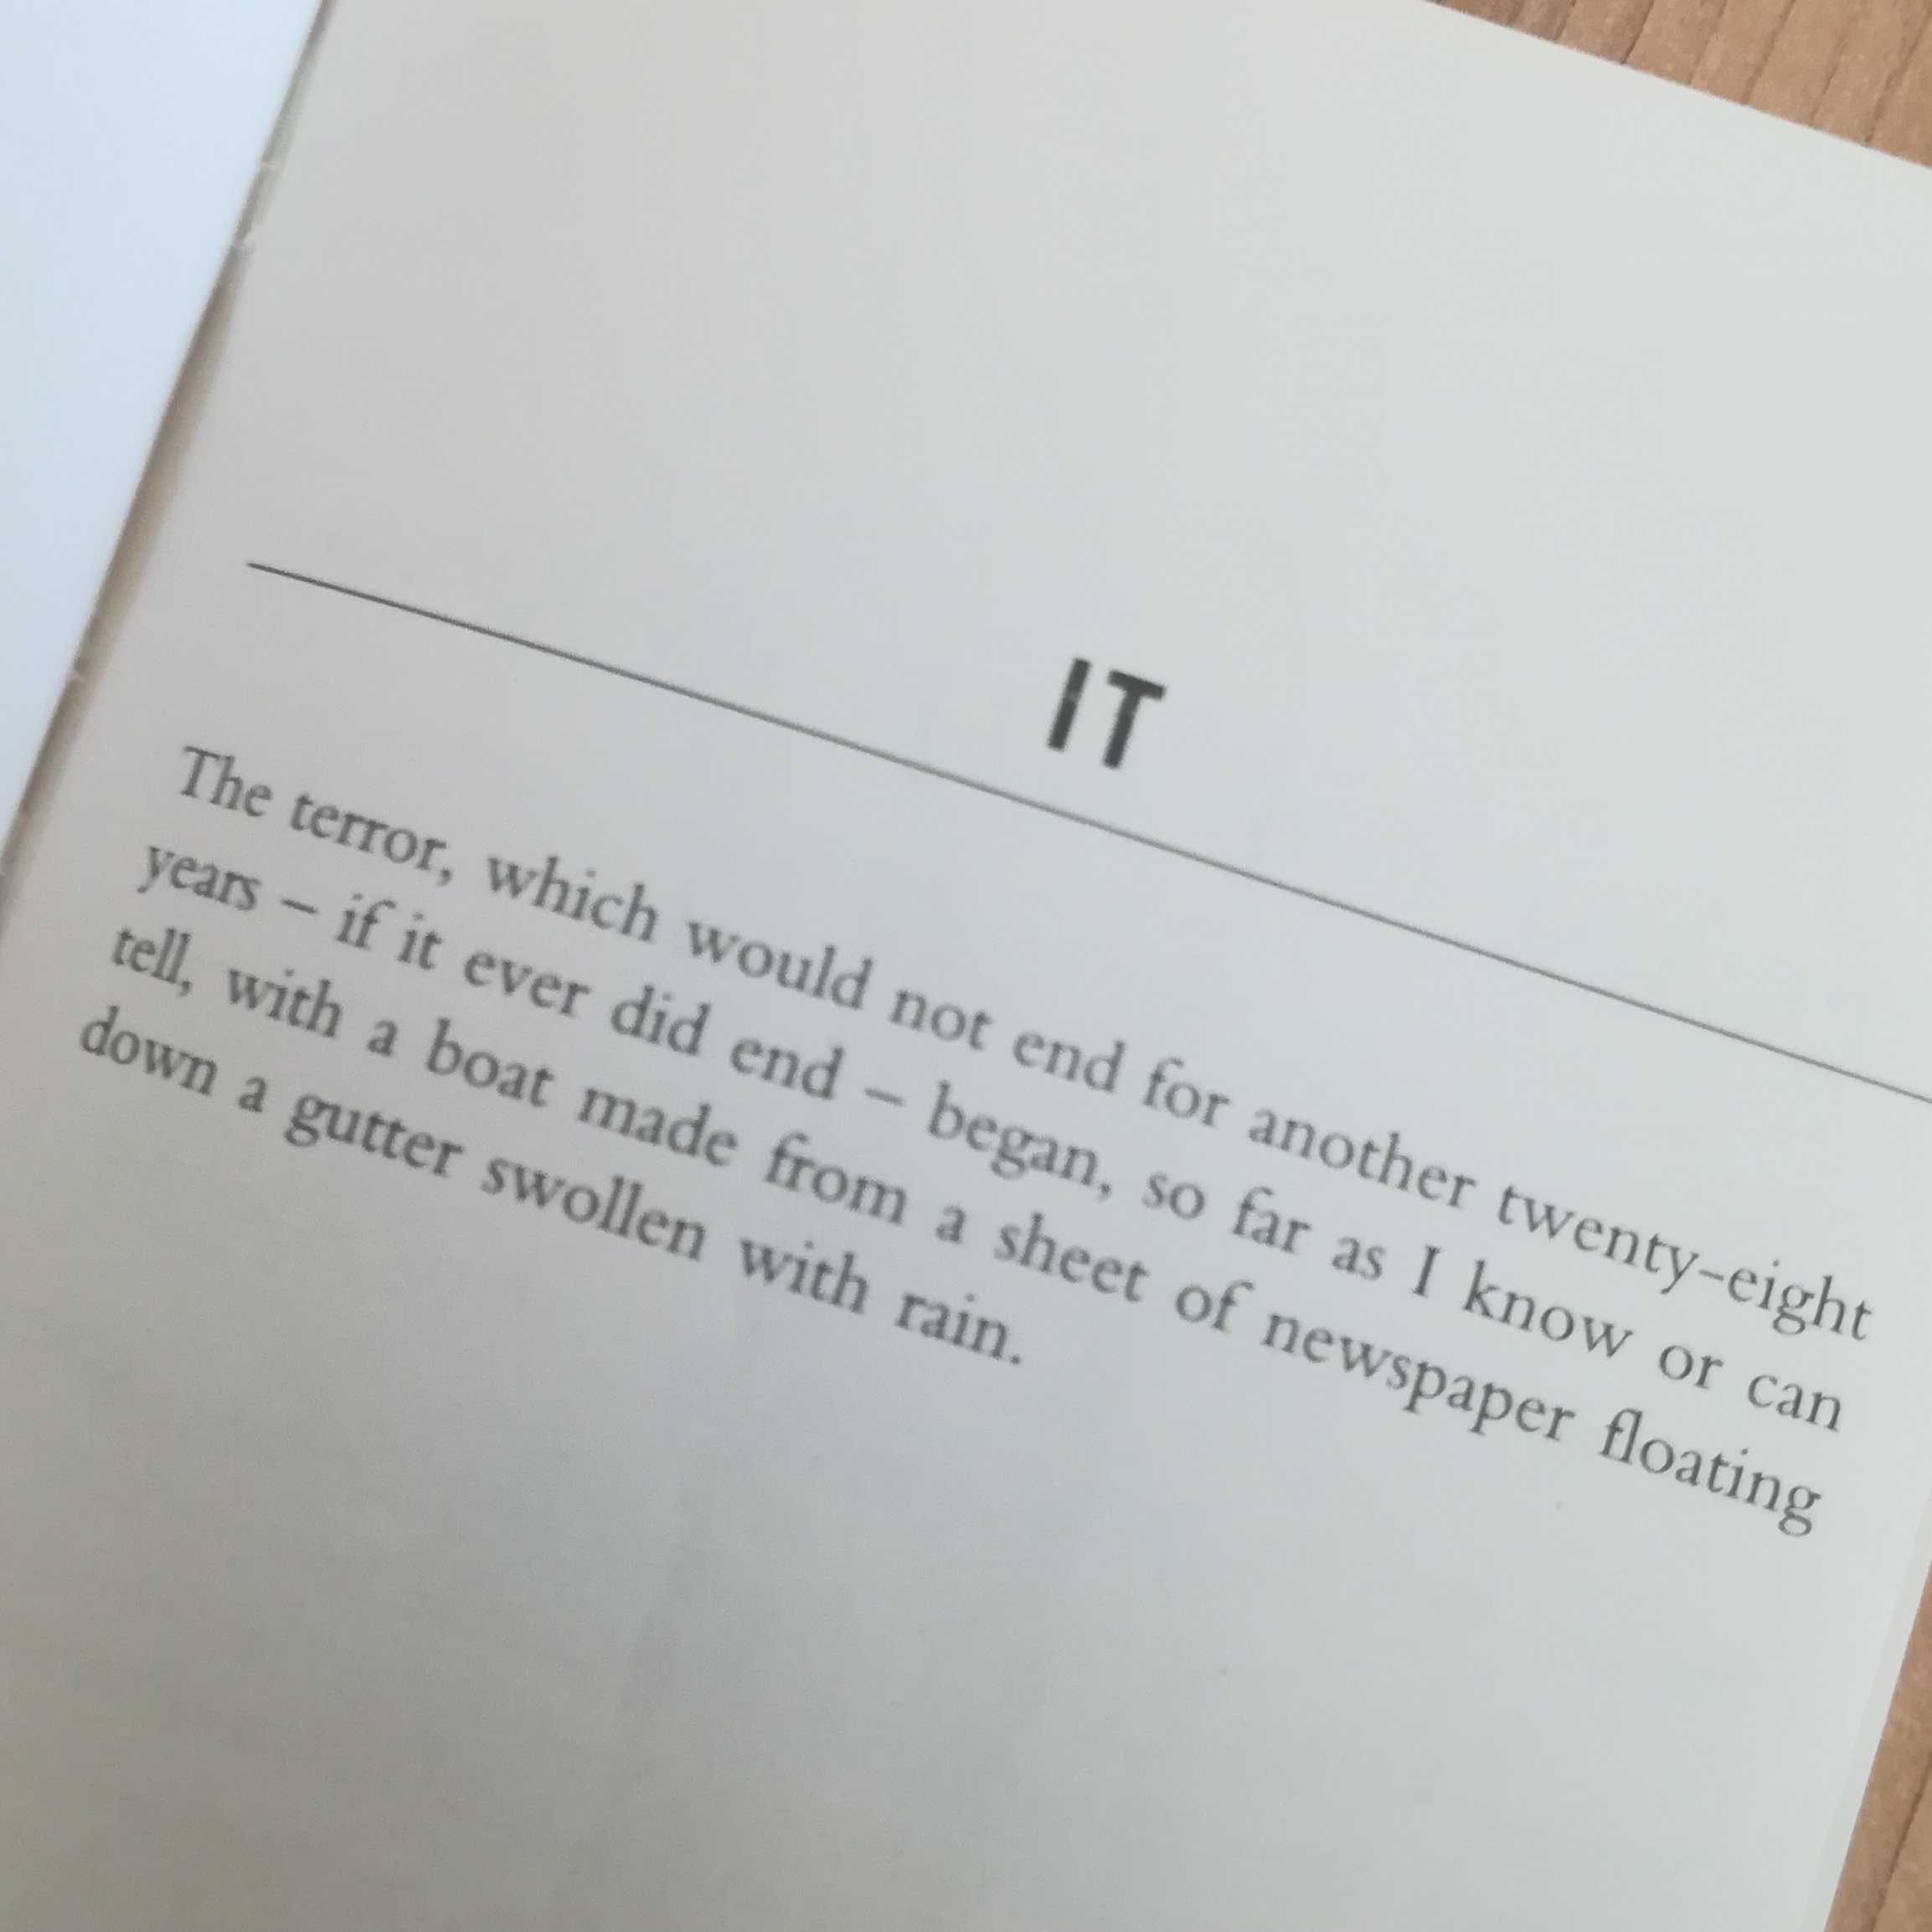 IT
The terror, which would not end for another twenty-eight
years – if it ever did end – began, so far as I know or can
tell, with a boat made from a sheet of newspaper floating
down a gutter swollen with rain.